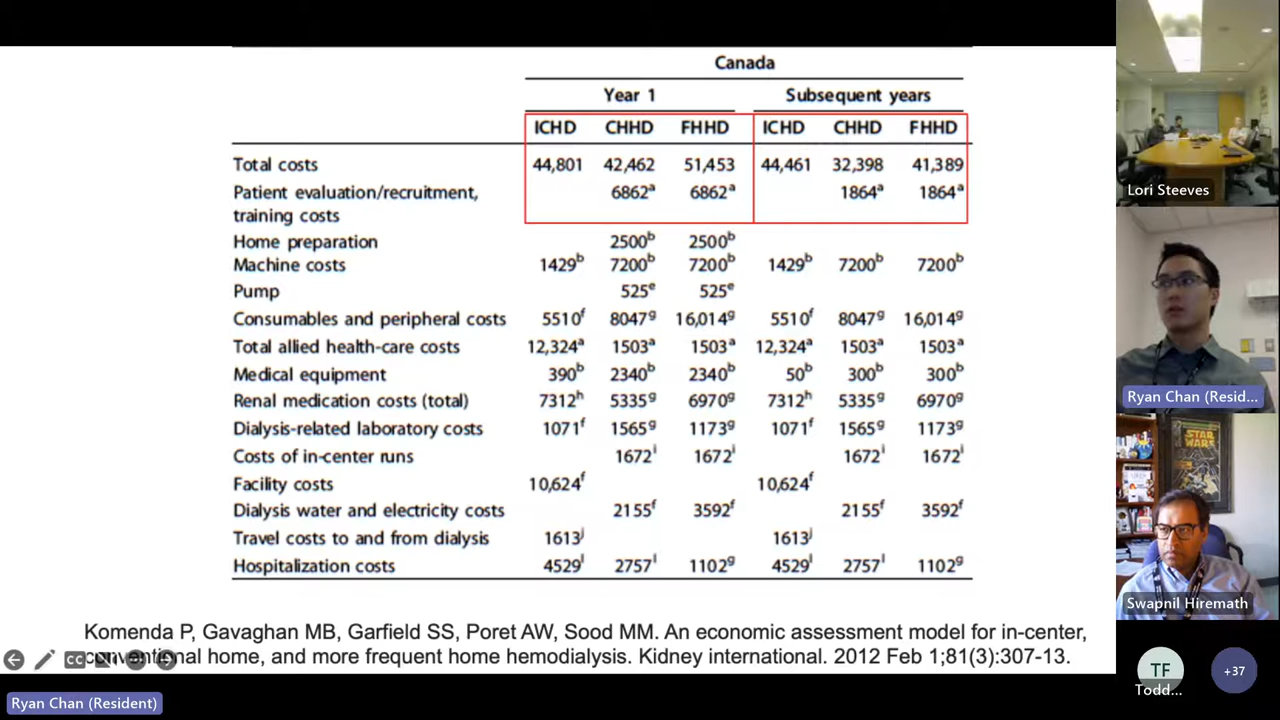 Canada
Year 1 Subsequent years
ICHD CHHD FHHD ICHD CHHD FHHD
Total costs 44,801 42,462 51,453 44,461 32,398 41,389
Patient evaluation/recruitment, 6862a 6862a 1864a 1864a
training costs
Home preparation 2500b 2500b
Machine costs 1429b 7200b 7200b 1429b 7200b 7200b
Pump 525e 525e
Consumables and peripheral costs 5510f 8047g 16,014g 5510f 8047g 16,014g
Total allied health-care costs 12,324a 1503a 1503a 12,324a 1503a 1503a
Medical equipment 390b 2340b 2340b 50b 300b 300b
Renal medication costs (total) 7312h 5335g 6970g 7312h 5335g 6970g
Dialysis-related laboratory costs 1071f 1565g 1173g 1071f 1565g 1173g
Costs of in-center runs 1672i 1672i 1672i 1672i
Facility costs 10,624f 10,624f
Dialysis water and electricity costs 2155f 3592f 2155f 3592f
Travel costs to and from dialysis 1613j 1613j
Hospitalization costs 4529i 2757i 1102g 4529i 2757i 1102g
Komenda P, Gavaghan MB, Garfield SS, Poret AW, Sood MM. An economic assessment model for in-center,
conventional home, and more frequent home hemodialysis. Kidney international. 2012 Feb 1;81(3):307-13.
CC
Ryan Chan (Resident)
Lori Steeves
Ryan Chan (Resid...
STAR
WARS
Swapnil Hiremath
TF
Todd...
+37